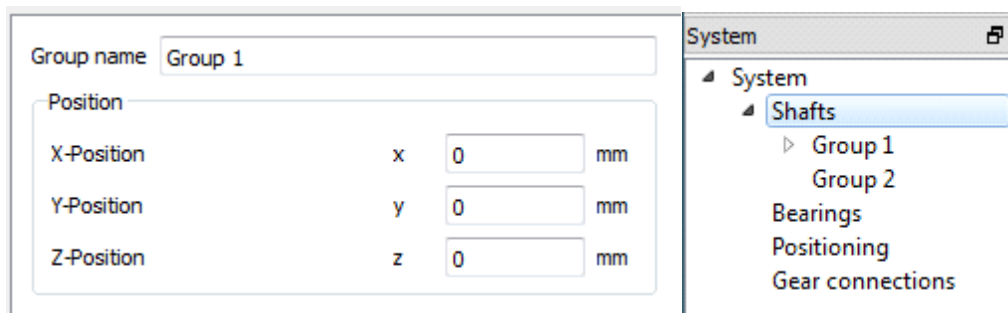 Group name Group 1
Position
X-Position x 0 mm
Y-Position y 0 mm
Z-Position z 0 mm
System
System
Shafts
Group 1
Group 2
Bearings
Positioning
Gear connections